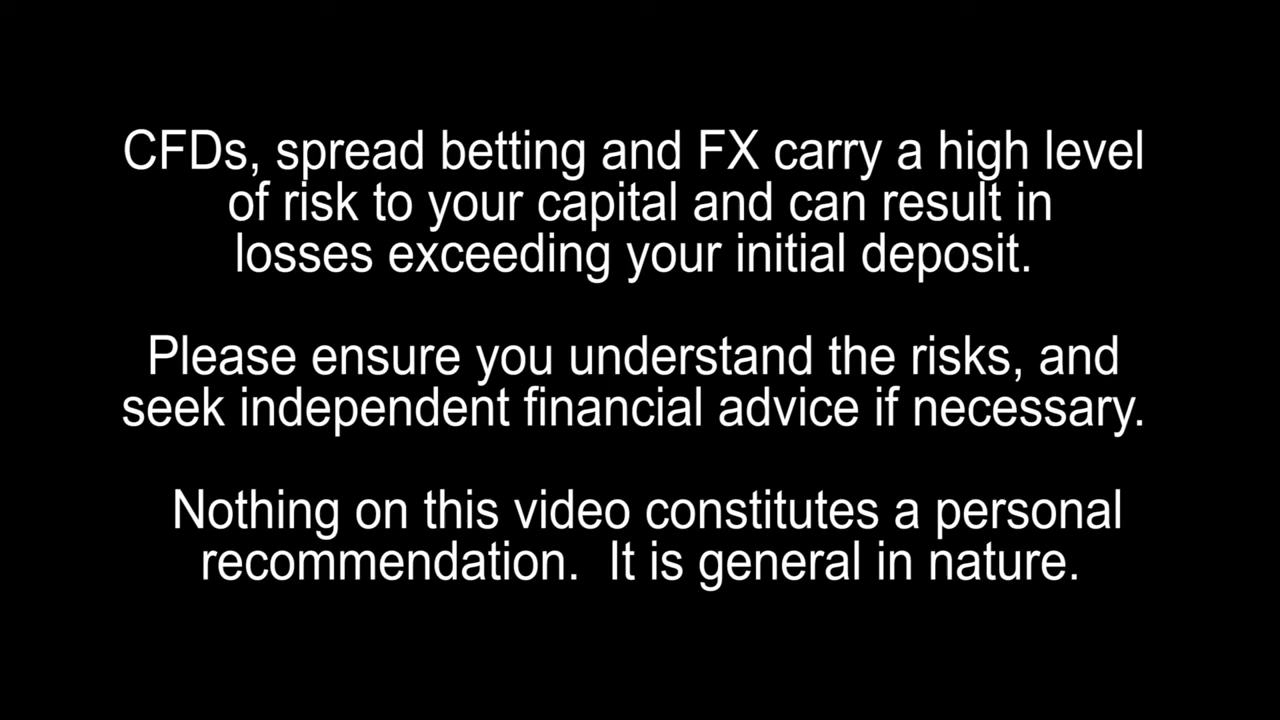 CFDs, spread betting and FX carry a high level
of risk to your capital and can result in
losses exceeding your initial deposit.
Please ensure you understand the risks, and
seek independent financial advice if necessary.
Nothing on this video constitutes a personal
recommendation.  It is general in nature.